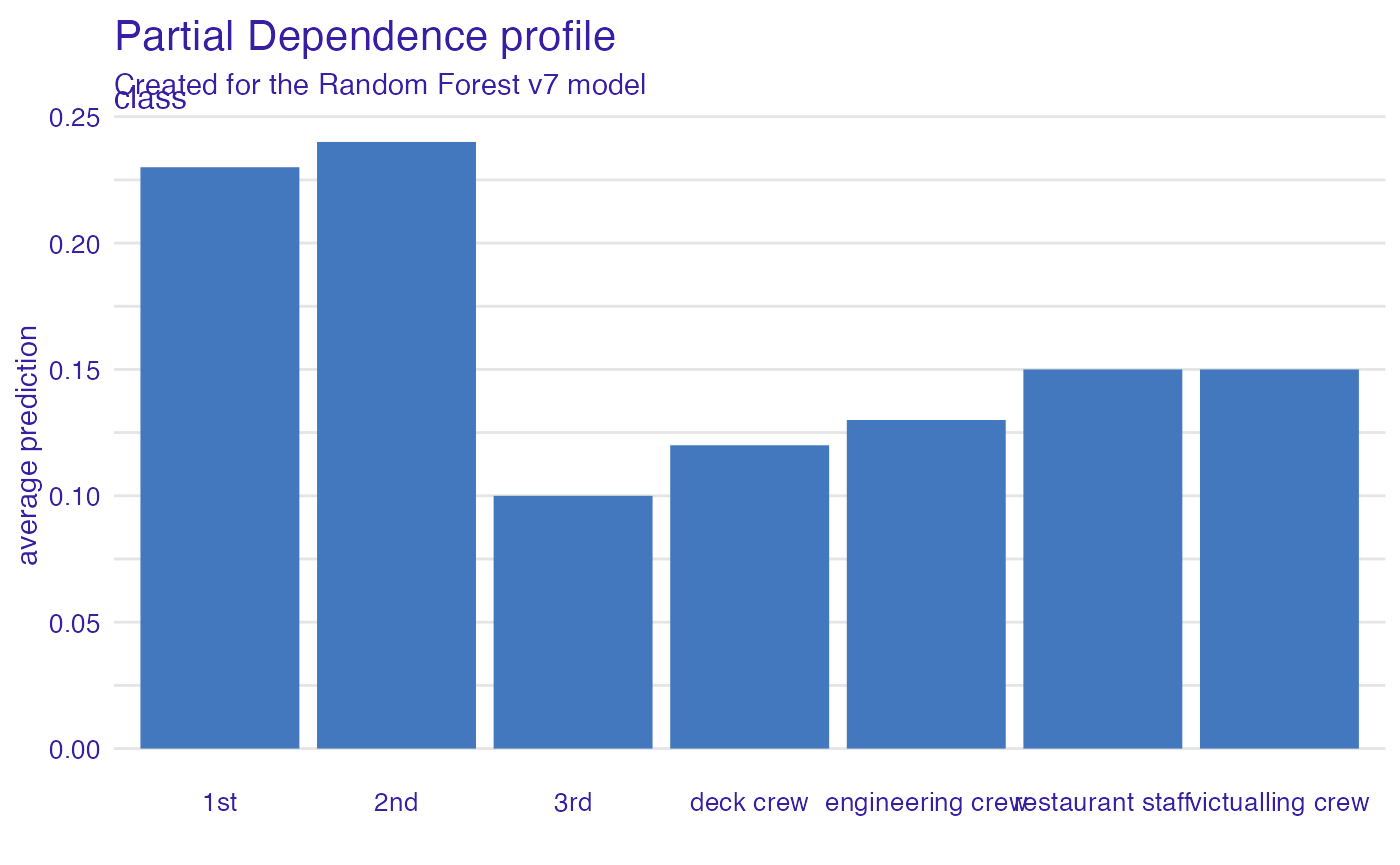 Partial Dependence profile
Created for the Random Forest v7 model
class
0.25
0.20
0.15
0.10
0.05
0.00
average prediction
1st 2nd 3rd deck crew engineering crew restaurant staff victualling crew